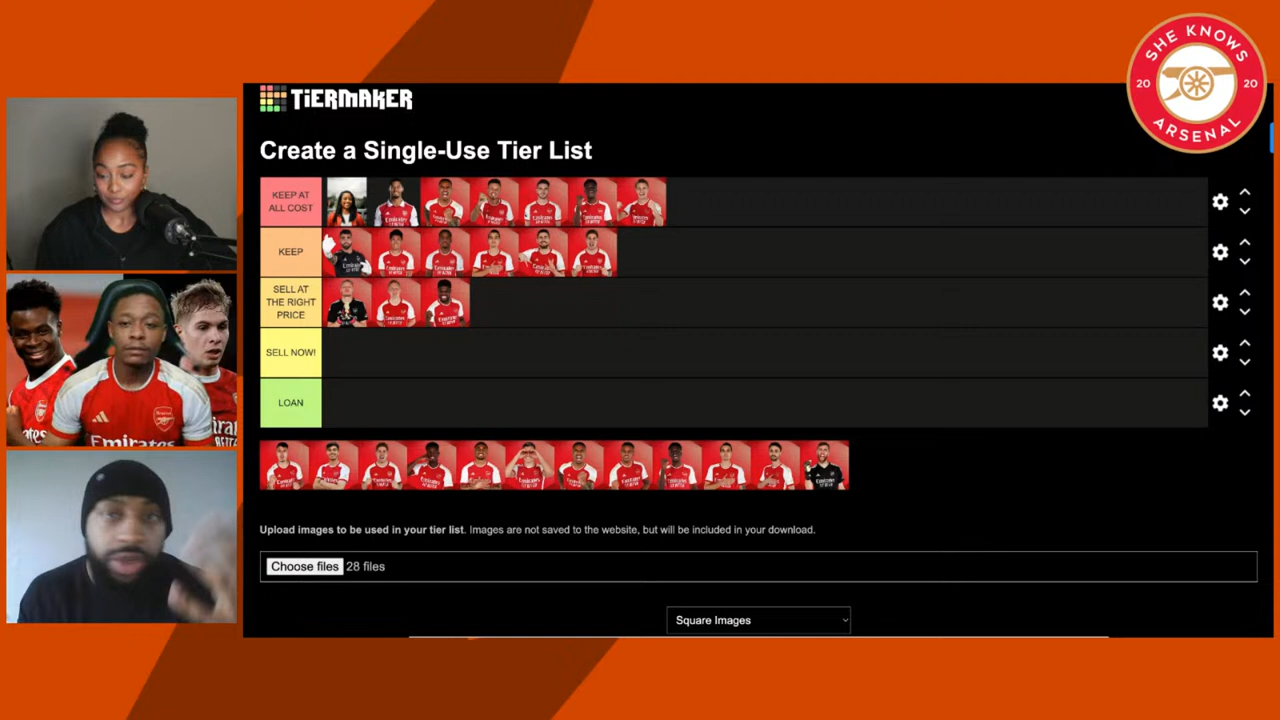 SHE KNOWS
20 20
ARSENAL
TiERMAKER
Create a Single-Use Tier List
KEEP AT
ALL COST
KEEP
SELL AT
THE RIGHT
PRICE
SELL NOW!
LOAN
Emirates
Upload images to be used in your tier list. Images are not saved to the website, but will be included in your download.
Choose files 28 files
Square Images